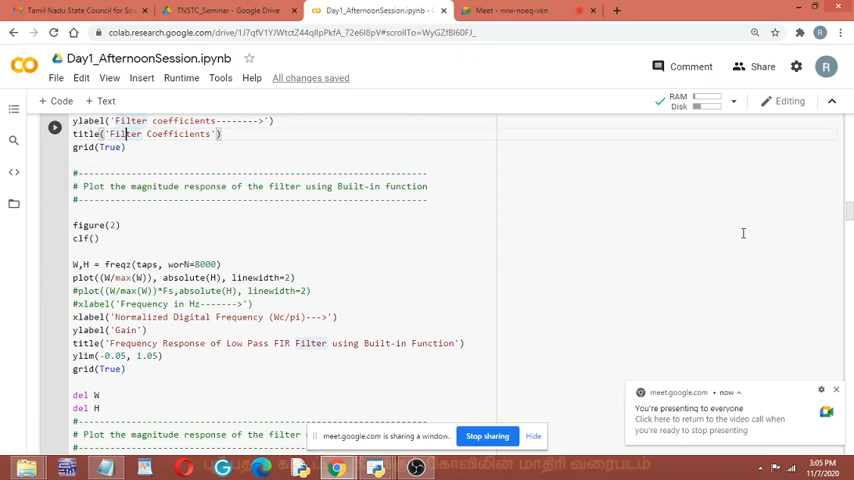 Tamil Nadu State Council for Scie
TNSTC_Seminar - Google Drive
Day1_AfternoonSession.ipynb - C
Meet - nvw-noeq-vkn
colab.research.google.com/drive/1J7qfV1YJWtctZ44qlIpPkfA_72e6l8pV#scrollTo=WyGZfBI60FJ_
Day1_AfternoonSession.ipynb
Comment
Share
R
File Edit View Insert Runtime Tools Help All changes saved
+ Code + Text
RAM
Disk
Editing
ylabel('Filter coefficients-------->')
title('Filter Coefficients')
grid(True)
#-------------------------------------------------------
# Plot the magnitude response of the filter using Built-in function
#-------------------------------------------------------
figure(2)
clf()
W,H = freqz(taps, worN=8000)
plot((W/max(W)), absolute(H), linewidth=2)
#plot((W/max(W))*Fs,absolute(H), linewidth=2)
#xlabel('Frequency in Hz------->')
xlabel('Normalized Digital Frequency (Wc/pi)--->')
ylabel('Gain')
title('Frequency Response of Low Pass FIR Filter using Built-in Function')
ylim(-0.05, 1.05)
grid(True)
del W
del H
#-------------------------------------------------------
# Plot the magnitude response of the filter
#-------------------------------------------------------
meet.google.com • now
You're presenting to everyone
Click here to return to the video call when
you're ready to stop presenting
meet.google.com is sharing a window.
Stop sharing
Hide
மாதிரி வரைபடம்
3:05 PM
11/7/2020